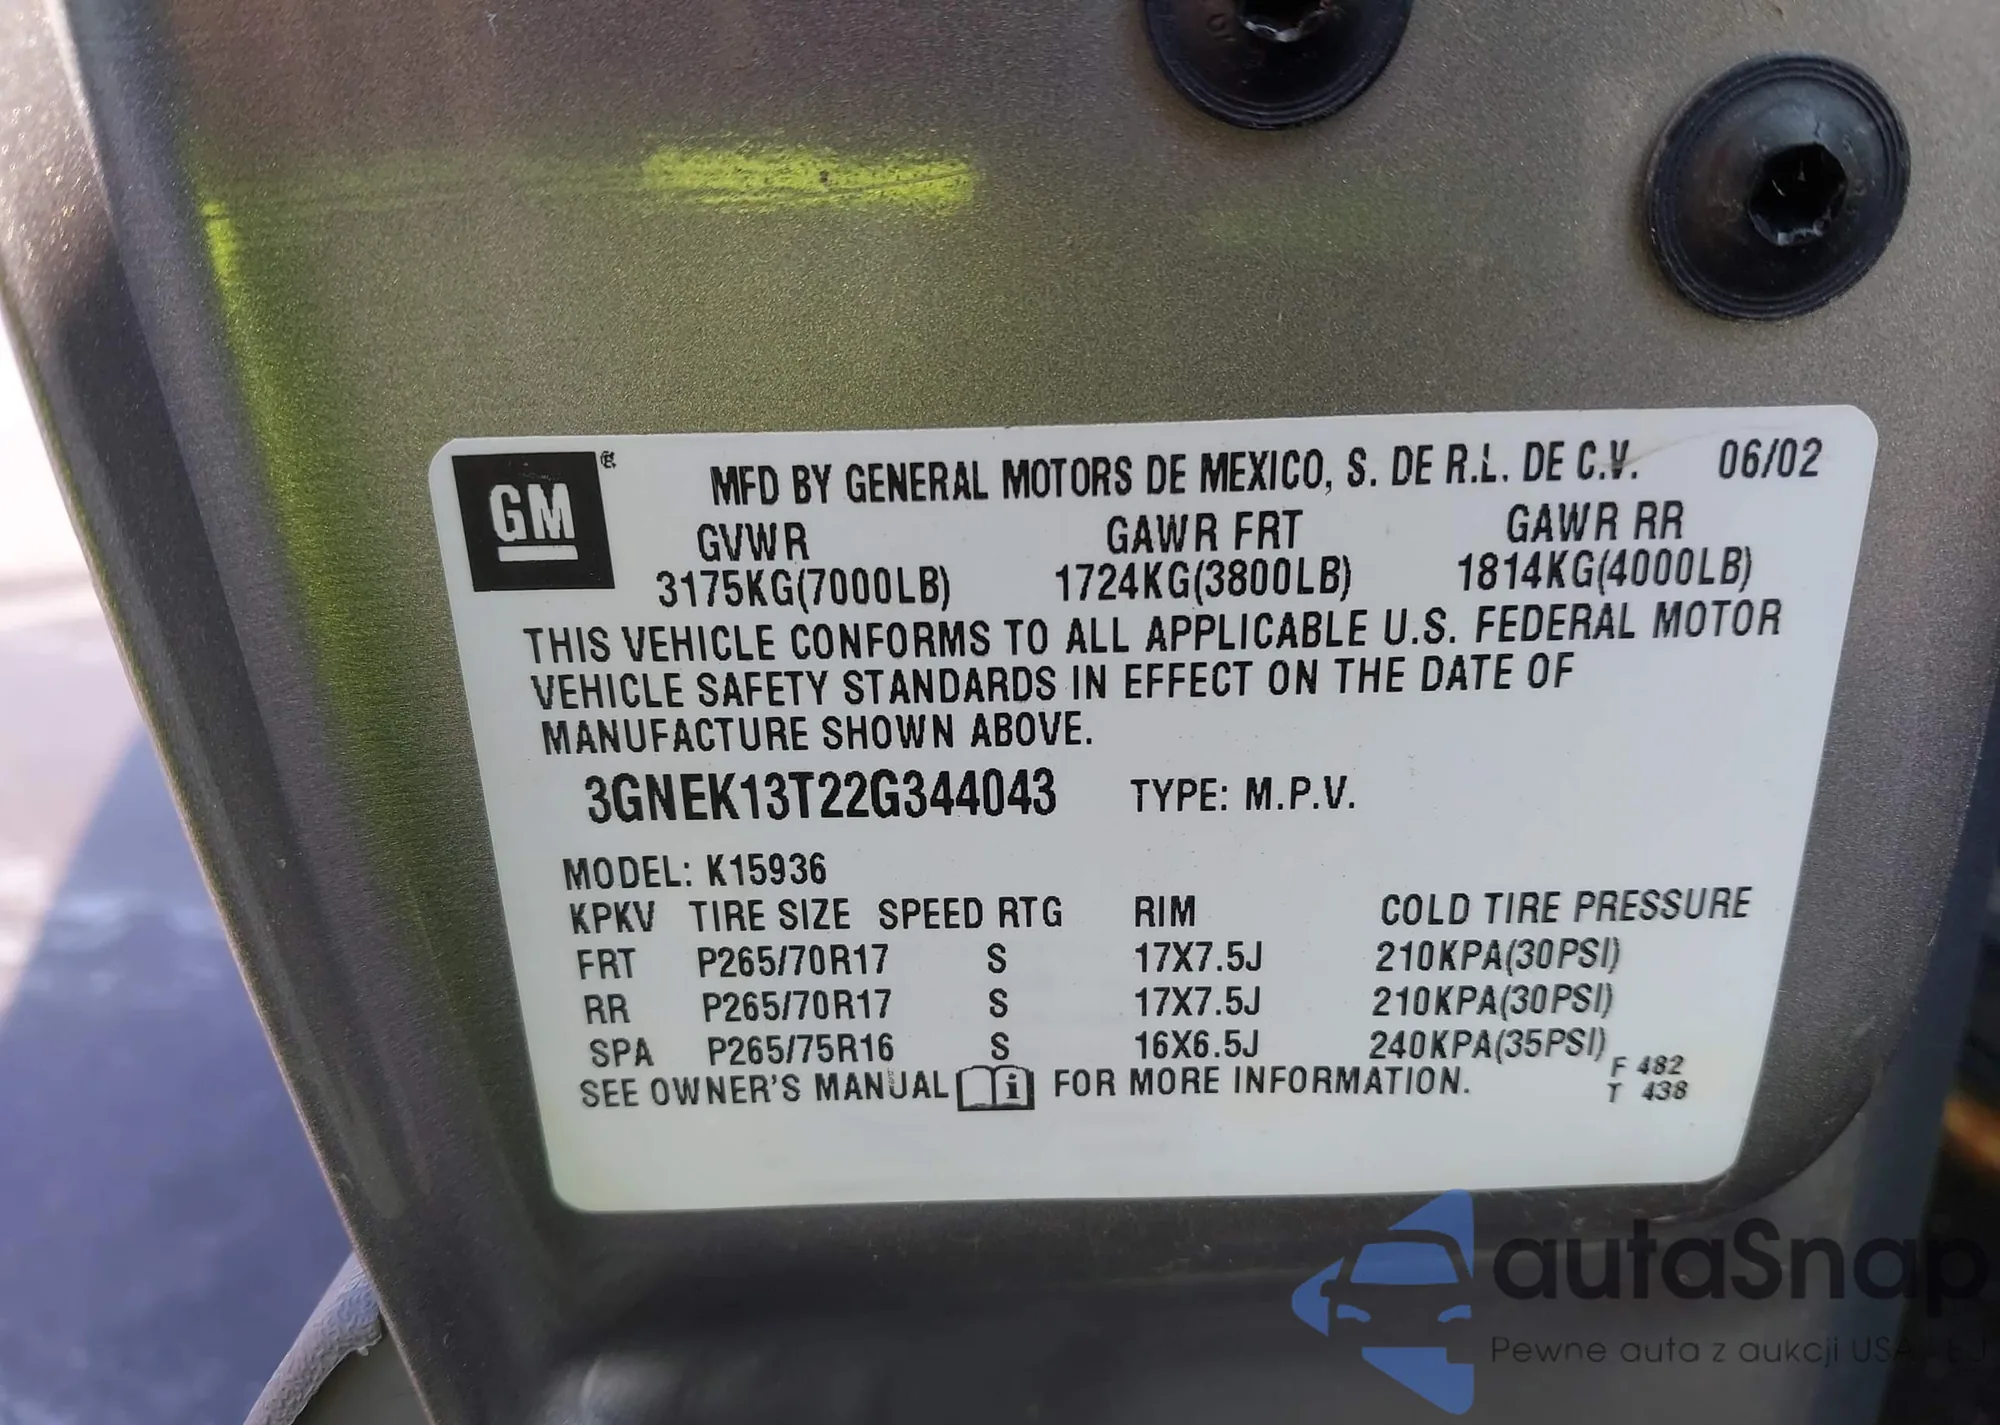 GM ®
MFD BY GENERAL MOTORS DE MEXICO, S. DE R.L. DE C.V. 06/02
GVWR GAWR FRT GAWR RR
3175KG(7000LB) 1724KG(3800LB) 1814KG(4000LB)
THIS VEHICLE CONFORMS TO ALL APPLICABLE U.S. FEDERAL MOTOR
VEHICLE SAFETY STANDARDS IN EFFECT ON THE DATE OF
MANUFACTURE SHOWN ABOVE.
3GNEK13T22G344043 TYPE: M.P.V.
MODEL: K15936
KPKV TIRE SIZE SPEED RTG RIM COLD TIRE PRESSURE
FRT P265/70R17 S 17X7.5J 210KPA(30PSI)
RR P265/70R17 S 17X7.5J 210KPA(30PSI)
SPA P265/75R16 S 16X6.5J 240KPA(35PSI)
SEE OWNER'S MANUAL i FOR MORE INFORMATION.
F 482
T 438
autaSnap
Pewne auta z aukcji USA